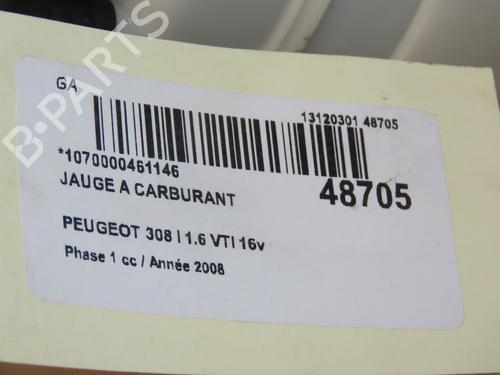 GA
13120301 48705
*1070000461146
JAUGE A CARBURANT
48705
PEUGEOT 308 I 1.6 VTI 16v
Phase 1 cc / Année 2008
B-PARTS